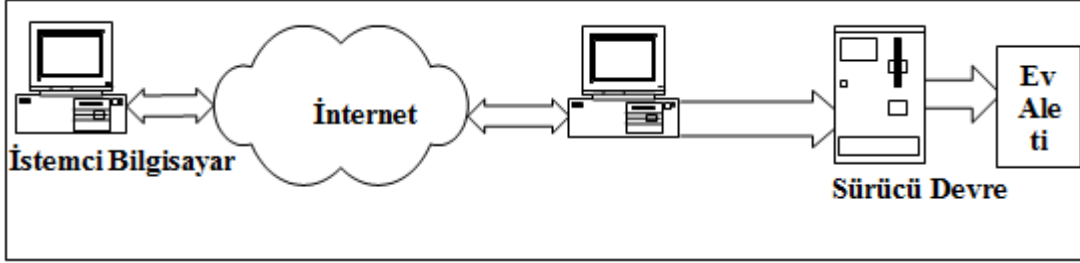 İstemci Bilgisayar
İnternet
Sürücü Devre
Ev
Ale
ti